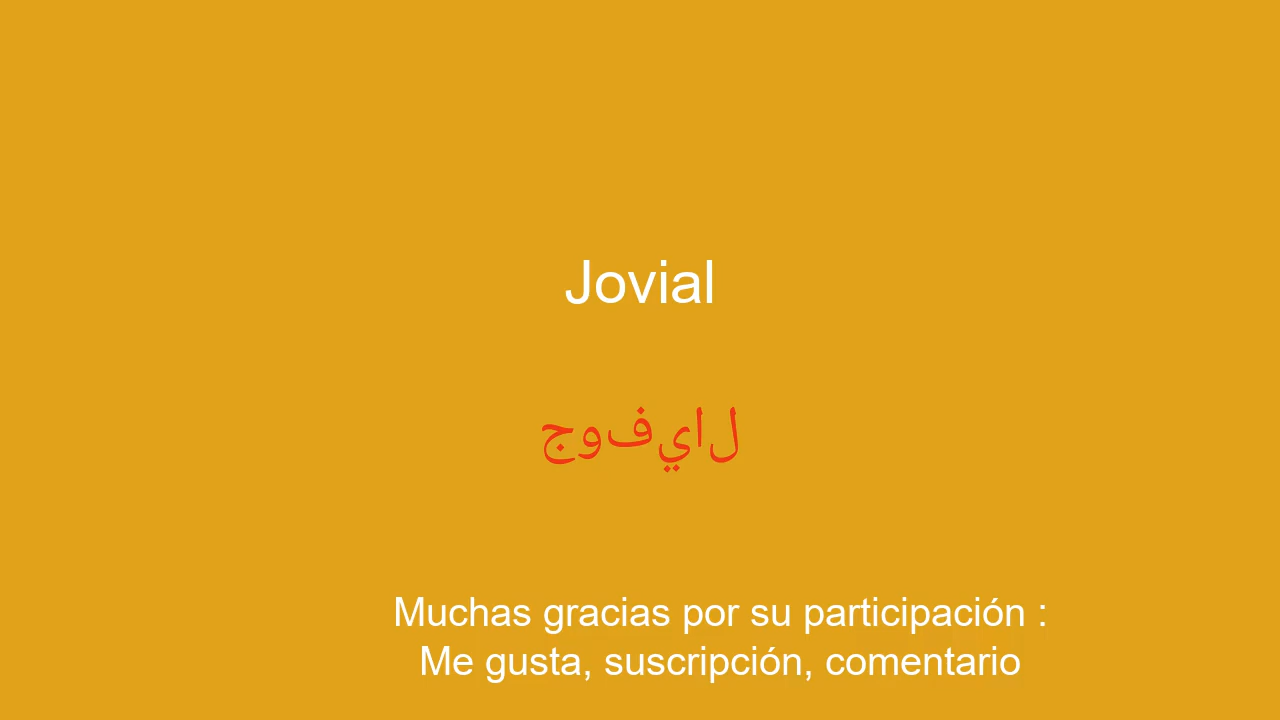 Jovial
جوفيال
Muchas gracias por su participación :
Me gusta, suscripción, comentario